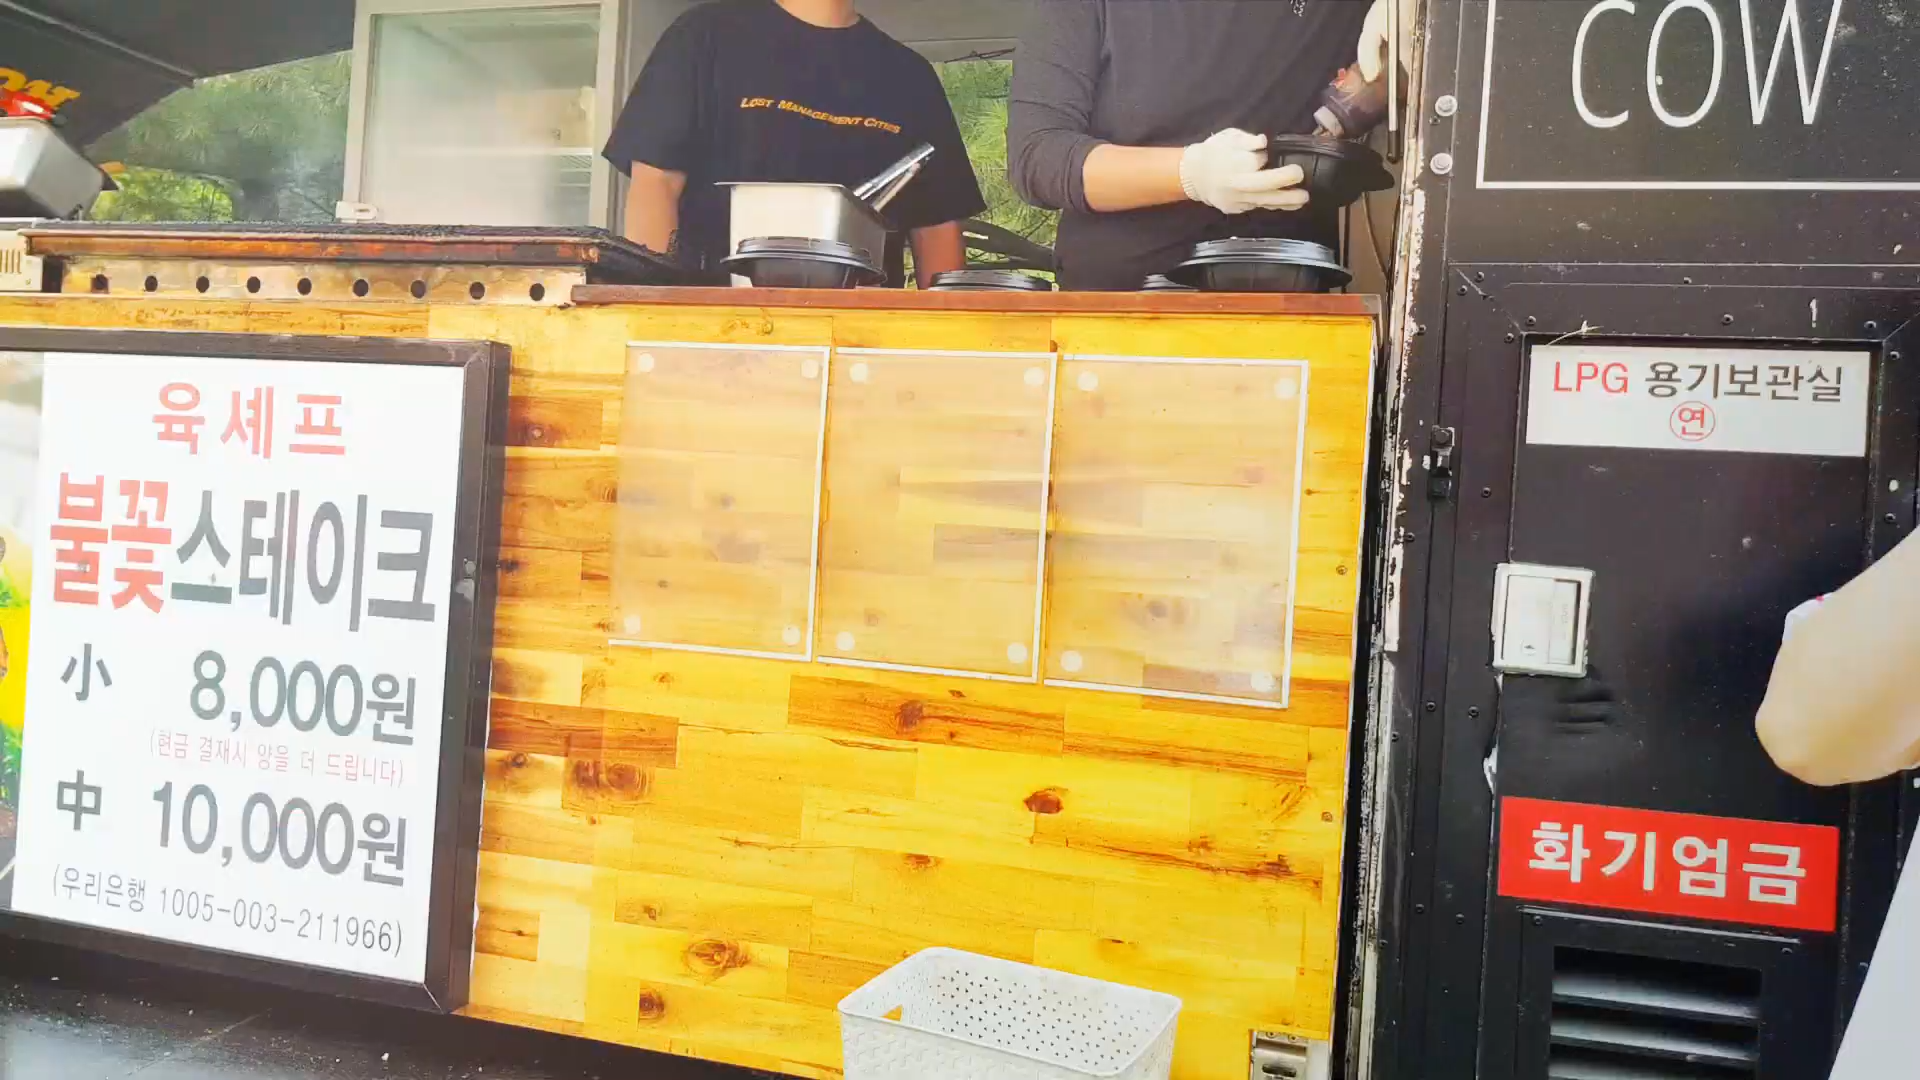 LOST MANAGEMENT CITIES
COW
육셰프
불꽃스테이크
小 8,000원
(현금 결재시 양을 더 드립니다)
中 10,000원
(우리은행 1005-003-211966)
LPG 용기보관실
연
화기엄금